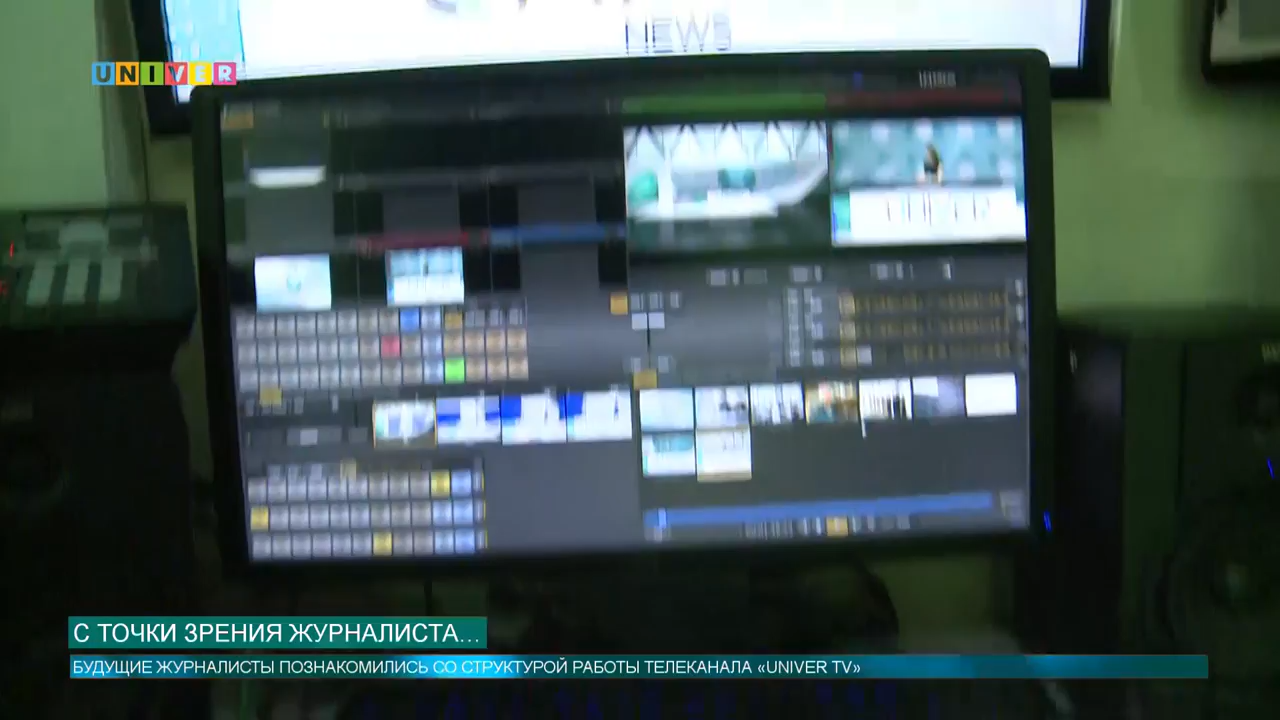 NEWS
UNIVER
С ТОЧКИ ЗРЕНИЯ ЖУРНАЛИСТА...
БУДУЩИЕ ЖУРНАЛИСТЫ ПОЗНАКОМИЛИСЬ СО СТРУКТУРОЙ РАБОТЫ ТЕЛЕКАНАЛА «UNIVER TV»